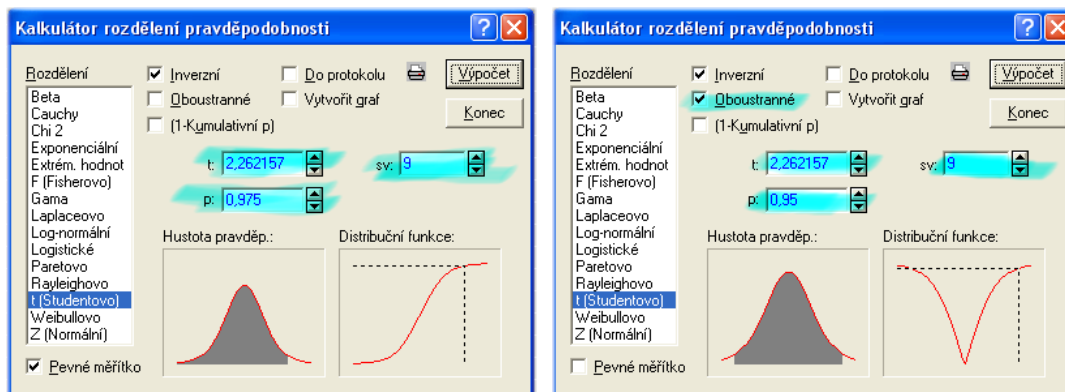 Kalkulátor rozdělení pravděpodobnosti
Rozdělení
Inverzní
Do protokolu
Výpočet
Oboustranné
Vytvořit graf
Konec
(1-Kumulativní p)
Beta
Cauchy
Chi 2
Exponenciální
Extrém. hodnot
F (Fisherovo)
Gama
Laplaceovo
Log-normální
Logistické
Paretovo
Rayleighovo
t (Studentovo)
Weibullovo
Z (Normální)
t: 2,262157
sv: 9
p: 0,975
Hustota pravděp.:
Distribuční funkce:
Pevné měřítko
Kalkulátor rozdělení pravděpodobnosti
Rozdělení
Inverzní
Do protokolu
Výpočet
Oboustranné
Vytvořit graf
Konec
(1-Kumulativní p)
Beta
Cauchy
Chi 2
Exponenciální
Extrém. hodnot
F (Fisherovo)
Gama
Laplaceovo
Log-normální
Logistické
Paretovo
Rayleighovo
t (Studentovo)
Weibullovo
Z (Normální)
t: 2,262157
sv: 9
p: 0,95
Hustota pravděp.:
Distribuční funkce:
Pevné měřítko